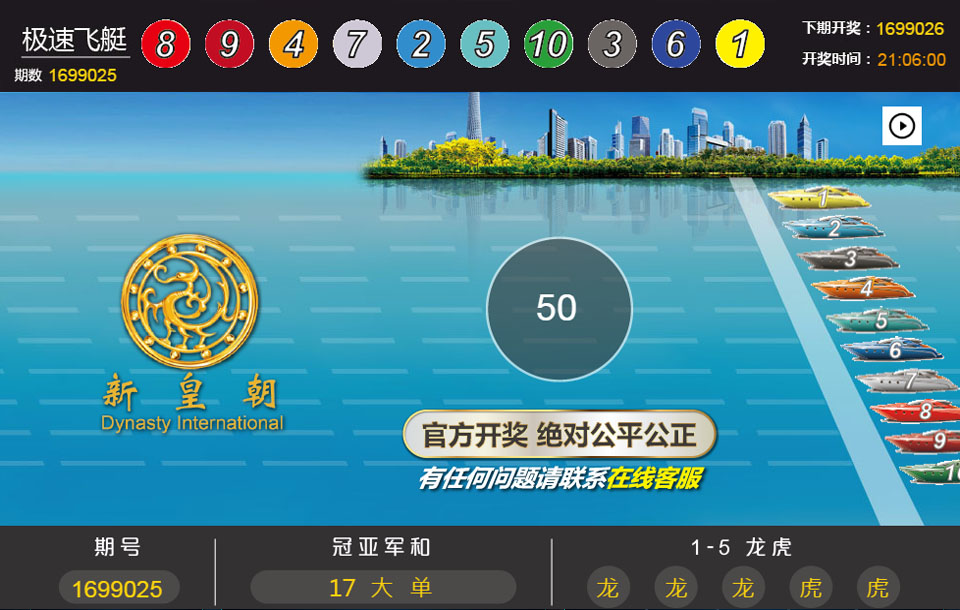 极速飞艇
期数 1699025
8 9 4 7 2 5 10 3 6 1
下期开奖：1699026
开奖时间：21:06:00
1
2
3
4
5
6
7
8
9
10
50
新皇朝
Dynasty International
官方开奖 绝对公平公正
有任何问题请联系在线客服
期号
1699025
冠亚军和
17 大 单
1-5 龙虎
龙 龙 龙 虎 虎